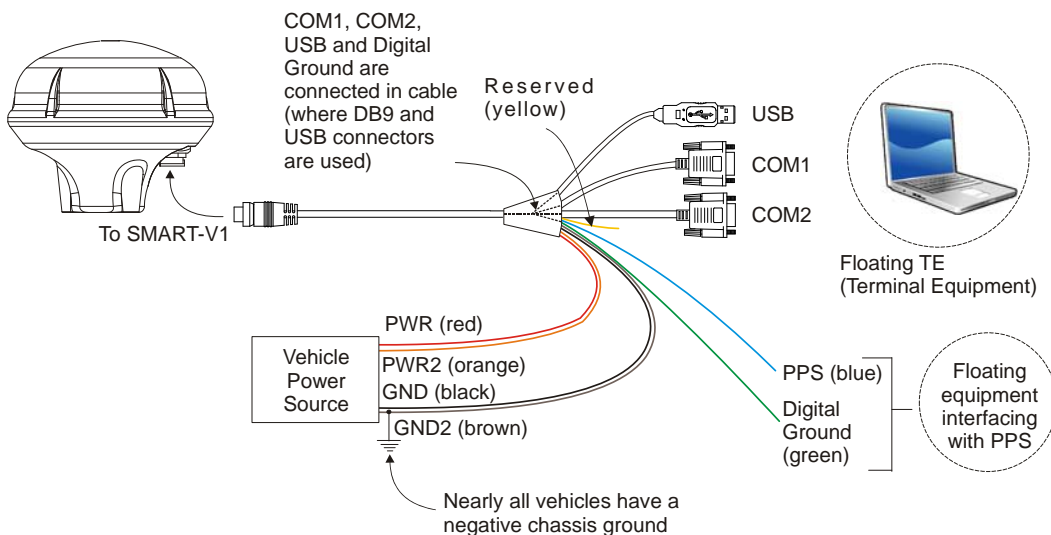 COM1, COM2,
USB and Digital
Ground are
connected in cable
(where DB9 and
USB connectors
are used)
Reserved
(yellow)
USB
COM1
COM2
To SMART-V1
Floating TE
(Terminal Equipment)
PWR (red)
PWR2 (orange)
GND (black)
GND2 (brown)
Vehicle
Power
Source
PPS (blue)
Digital
Ground
(green)
Floating
equipment
interfacing
with PPS
Nearly all vehicles have a
negative chassis ground